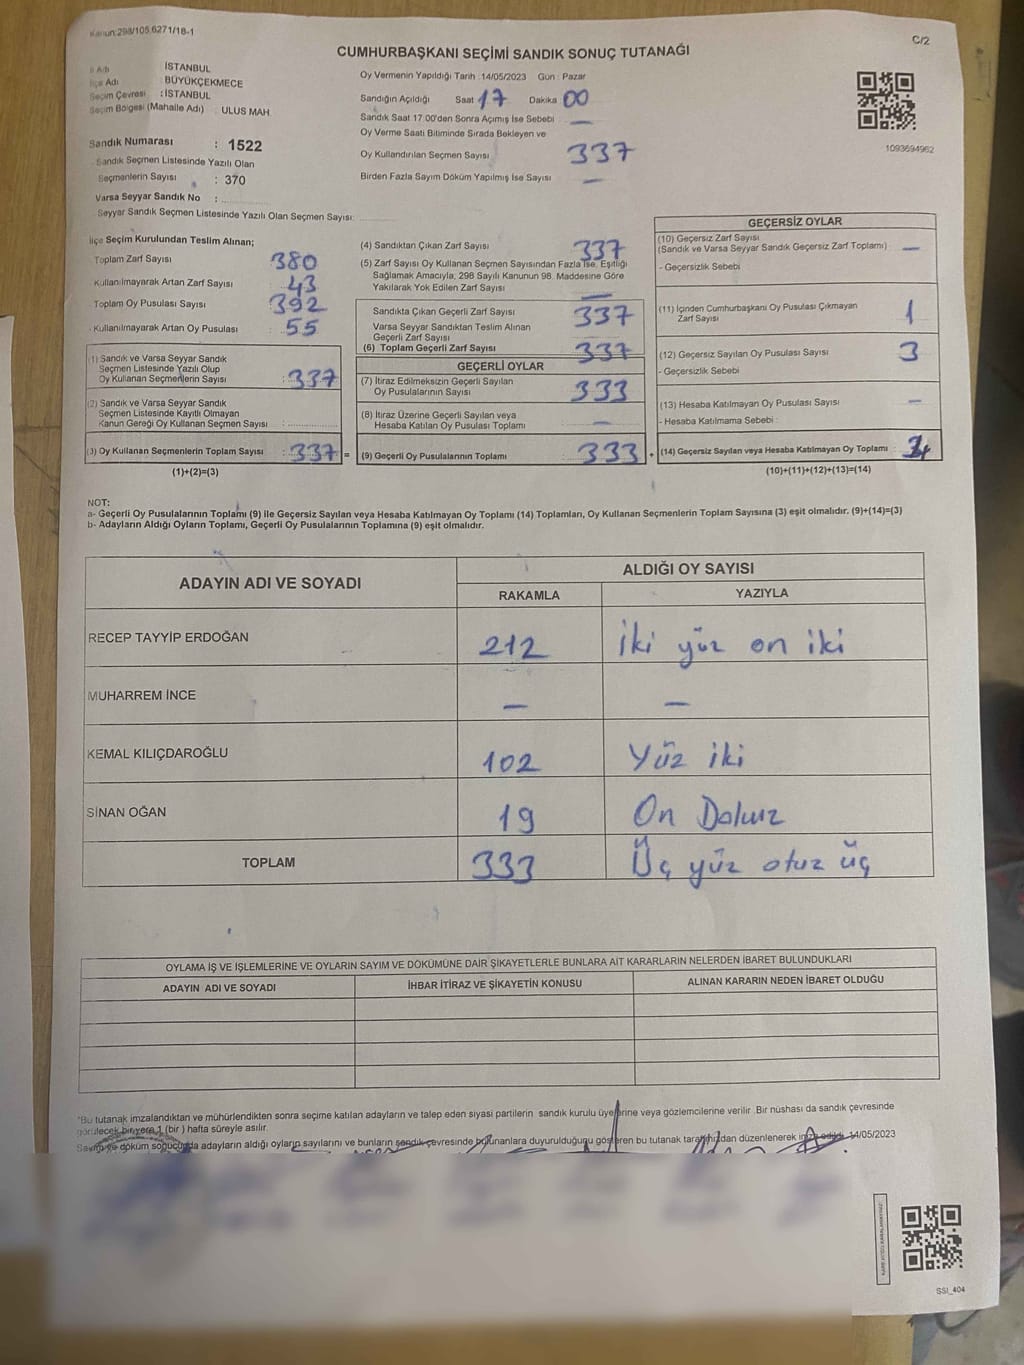 Kanun:298/105,6271/18-1
C/2
CUMHURBAŞKANI SEÇİMİ SANDIK SONUÇ TUTANAĞI
İl Adı İSTANBUL
İlçe Adı : BÜYÜKÇEKMECE
Seçim Çevresi : İSTANBUL
Seçim Bölgesi (Mahalle Adı) : ULUS MAH
Sandık Numarası : 1522
Sandık Seçmen Listesinde Yazılı Olan
Seçmenlerin Sayısı : 370
Varsa Seyyar Sandık No :
Seyyar Sandık Seçmen Listesinde Yazılı Olan Seçmen Sayısı:
Oy Vermenin Yapıldığı Tarih :14/05/2023 Gün : Pazar
Sandığın Açıldığı Saat 17 Dakika 00
Sandık Saat 17.00'den Sonra Açımış İse Sebebi —
Oy Verme Saati Bitiminde Sırada Bekleyen ve
Oy Kullandırılan Seçmen Sayısı 337
Birden Fazla Sayım Döküm Yapılmış İse Sayısı —
1093694962
İlçe Seçim Kurulundan Teslim Alınan;
Toplam Zarf Sayısı 380
Kullanılmayarak Artan Zarf Sayısı : 43
Toplam Oy Pusulası Sayısı 392
Kullanılmayarak Artan Oy Pusulası : 55
(1) Sandık ve Varsa Seyyar Sandık
Seçmen Listesinde Yazılı Olup
Oy Kullanan Seçmenlerin Sayısı : 337
(2) Sandık ve Varsa Seyyar Sandık
Seçmen Listesinde Kayıtlı Olmayan
Kanun Gereği Oy Kullanan Seçmen Sayısı :
(3) Oy Kullanan Seçmenlerin Toplam Sayısı : 337 =
(1)+(2)=(3)
(4) Sandıktan Çıkan Zarf Sayısı 337
(5) Zarf Sayısı Oy Kullanan Seçmen Sayısından Fazla İse, Eşitliği
Sağlamak Amacıyla; 298 Sayılı Kanunun 98. Maddesine Göre
Yakılarak Yok Edilen Zarf Sayısı —
Sandıkta Çıkan Geçerli Zarf Sayısı 337
Varsa Seyyar Sandıktan Teslim Alınan
Geçerli Zarf Sayısı
(6) Toplam Geçerli Zarf Sayısı 337
GEÇERLİ OYLAR
(7) İtiraz Edilmeksizin Geçerli Sayılan
Oy Pusulalarının Sayısı 333
(8) İtiraz Üzerine Geçerli Sayılan veya
Hesaba Katılan Oy Pusulası Toplamı —
(9) Geçerli Oy Pusulalarının Toplamı 333 +
GEÇERSİZ OYLAR
(10) Geçersiz Zarf Sayısı
(Sandık ve Varsa Seyyar Sandık Geçersiz Zarf Toplamı) —
- Geçersizlik Sebebi
(11) İçinden Cumhurbaşkanı Oy Pusulası Çıkmayan
Zarf Sayısı 1
(12) Geçersiz Sayılan Oy Pusulası Sayısı 3
- Geçersizlik Sebebi
(13) Hesaba Katılmayan Oy Pusulası Sayısı —
- Hesaba Katılmama Sebebi :
(14) Geçersiz Sayılan veya Hesaba Katılmayan Oy Toplamı :
(10)+(11)+(12)+(13)=(14)
NOT:
a- Geçerli Oy Pusulalarının Toplamı (9) ile Geçersiz Sayılan veya Hesaba Katılmayan Oy Toplamı (14) Toplamları, Oy Kullanan Seçmenlerin Toplam Sayısına (3) eşit olmalıdır. (9)+(14)=(3)
b- Adayların Aldığı Oyların Toplamı, Geçerli Oy Pusulalarının Toplamına (9) eşit olmalıdır.
ADAYIN ADI VE SOYADI
ALDIĞI OY SAYISI
RAKAMLA YAZIYLA
RECEP TAYYİP ERDOĞAN 212 İki yüz on iki
MUHARREM İNCE — —
KEMAL KILIÇDAROĞLU 102 Yüz iki
SİNAN OĞAN 19 On Dokuz
TOPLAM 333 Üç yüz otuz üç
OYLAMA İŞ VE İŞLEMLERİNE VE OYLARIN SAYIM VE DÖKÜMÜNE DAİR ŞİKAYETLERLE BUNLARA AİT KARARLARIN NELERDEN İBARET BULUNDUKLARI
ADAYIN ADI VE SOYADI İHBAR İTİRAZ VE ŞİKAYETİN KONUSU ALINAN KARARIN NEDEN İBARET OLDUĞU
*Bu tutanak imzalandıktan ve mühürlendikten sonra seçime katılan adayların ve talep eden siyasi partilerin sandık kurulu üyelerine veya gözlemcilerine verilir .Bir nüshası da sandık çevresinde
görülecek bir yere 1 (bir ) hafta süreyle asılır.
Sayım ve döküm sonucunda adayların aldığı oyların sayılarını ve bunların sandık çevresinde bulunanlara duyurulduğunu gösteren bu tutanak tarafımızdan düzenlenerek imza edildi. 14/05/2023
SSI_404